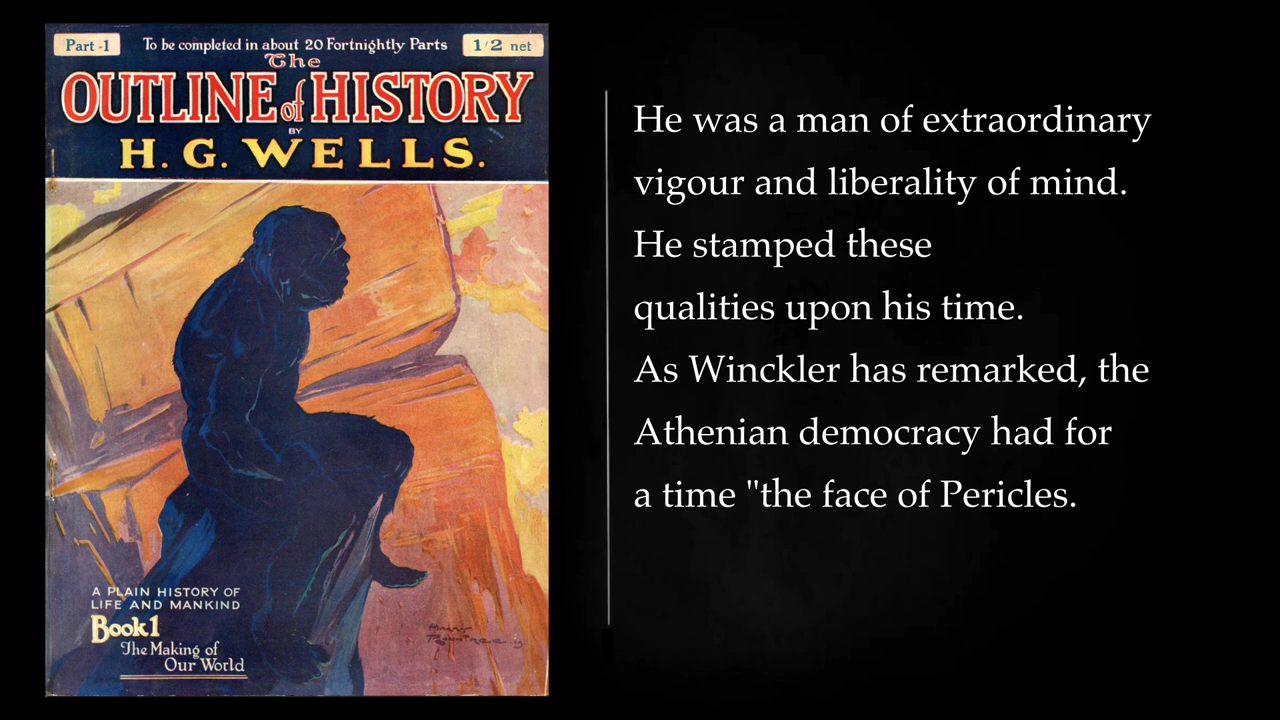 Part -1
To be completed in about 20 Fortnightly Parts
1/2 net
The
OUTLINE of HISTORY
BY
H. G. WELLS.
A PLAIN HISTORY OF
LIFE AND MANKIND
Book 1
The Making of
Our World
He was a man of extraordinary
vigour and liberality of mind.
He stamped these
qualities upon his time.
As Winckler has remarked, the
Athenian democracy had for
a time "the face of Pericles.